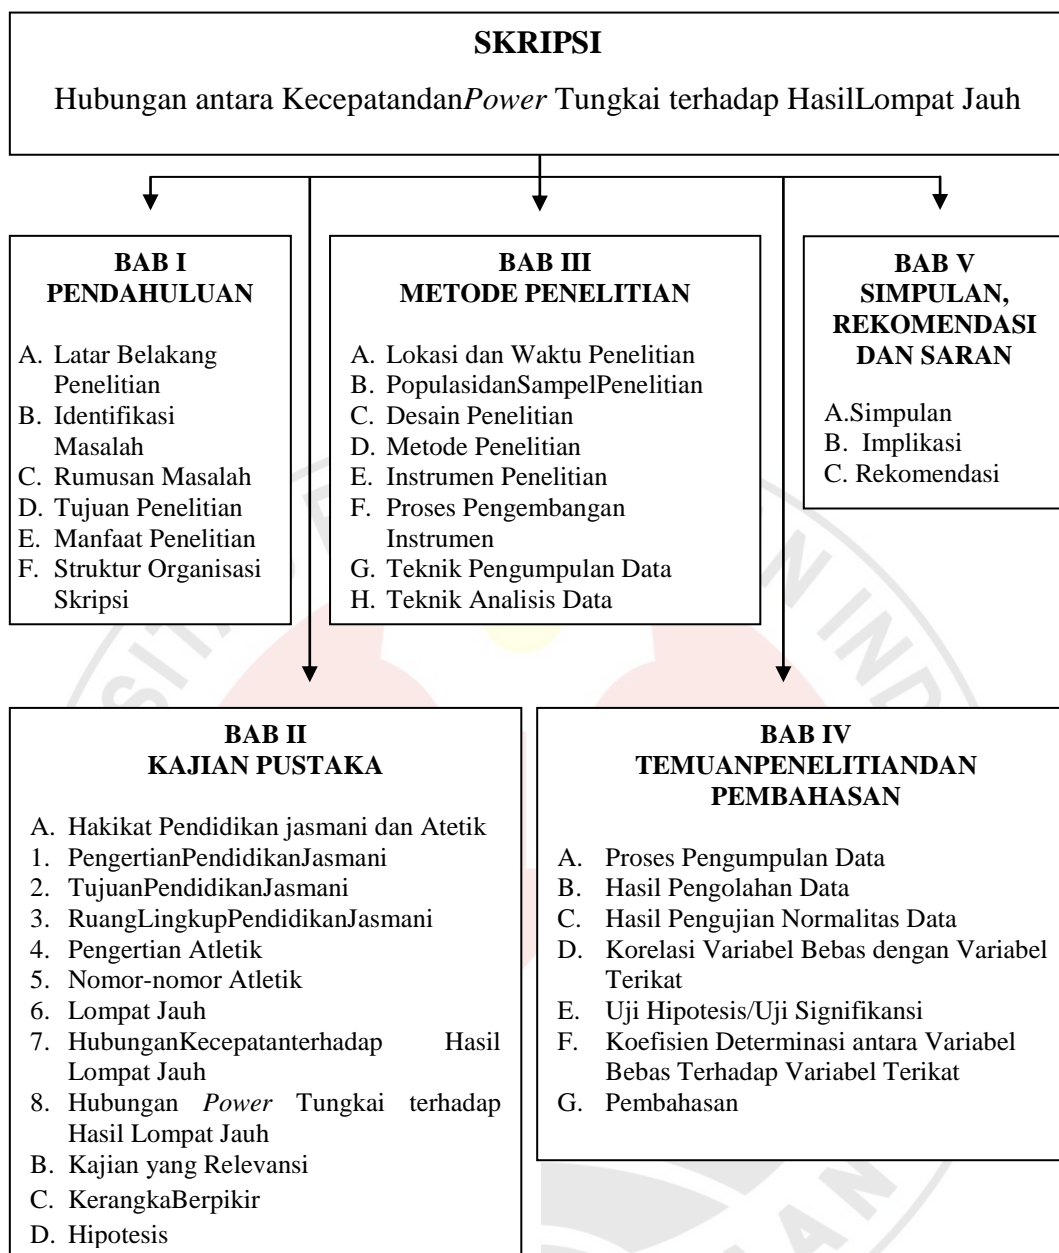 SKRIPSI
Hubungan antara KecepatandanPower Tungkai terhadap HasilLompat Jauh
BAB I
PENDAHULUAN
A. Latar Belakang
Penelitian
B. Identifikasi
Masalah
C. Rumusan Masalah
D. Tujuan Penelitian
E. Manfaat Penelitian
F. Struktur Organisasi
Skripsi
BAB III
METODE PENELITIAN
A. Lokasi dan Waktu Penelitian
B. PopulasidanSampelPenelitian
C. Desain Penelitian
D. Metode Penelitian
E. Instrumen Penelitian
F. Proses Pengembangan
Instrumen
G. Teknik Pengumpulan Data
H. Teknik Analisis Data
BAB V
SIMPULAN,
REKOMENDASI
DAN SARAN
A.Simpulan
B. Implikasi
C. Rekomendasi
BAB II
KAJIAN PUSTAKA
A. Hakikat Pendidikan jasmani dan Atetik
1. PengertianPendidikanJasmani
2. TujuanPendidikanJasmani
3. RuangLingkupPendidikanJasmani
4. Pengertian Atletik
5. Nomor-nomor Atletik
6. Lompat Jauh
7. HubunganKecepatanterhadap Hasil
Lompat Jauh
8. Hubungan Power Tungkai terhadap
Hasil Lompat Jauh
B. Kajian yang Relevansi
C. KerangkaBerpikir
D. Hipotesis
BAB IV
TEMUANPENELITIANDAN
PEMBAHASAN
A. Proses Pengumpulan Data
B. Hasil Pengolahan Data
C. Hasil Pengujian Normalitas Data
D. Korelasi Variabel Bebas dengan Variabel
Terikat
E. Uji Hipotesis/Uji Signifikansi
F. Koefisien Determinasi antara Variabel
Bebas Terhadap Variabel Terikat
G. Pembahasan